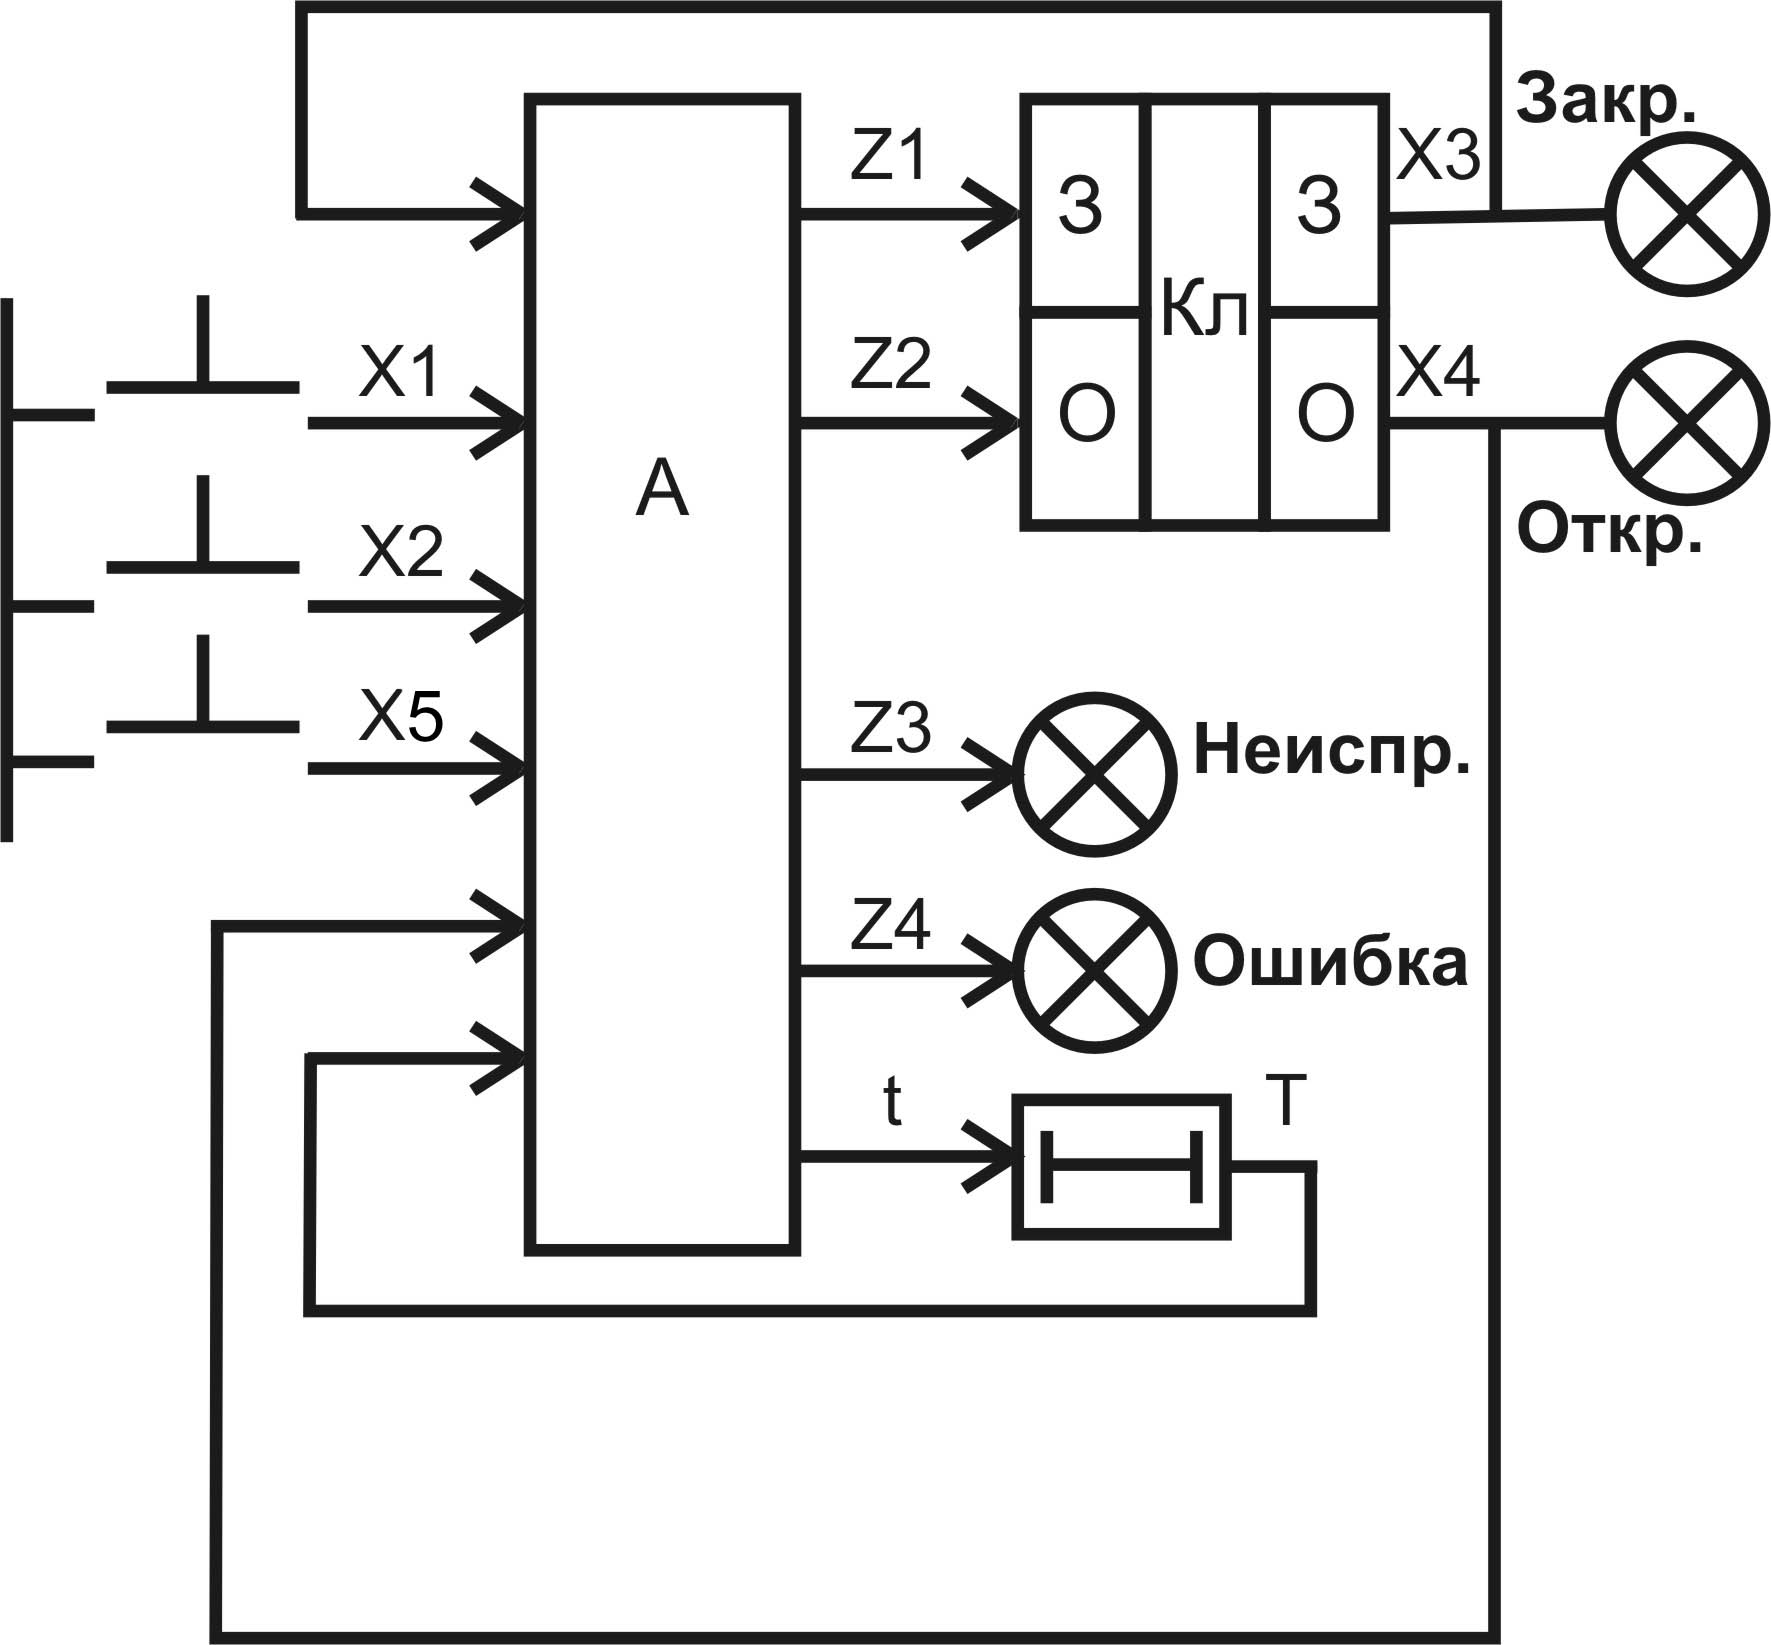 Закр.
Z1
X3
З
З
Кл
X1
Z2
X4
О
О
А
Откр.
X2
X5
Z3
Неиспр.
Z4
Ошибка
t
T